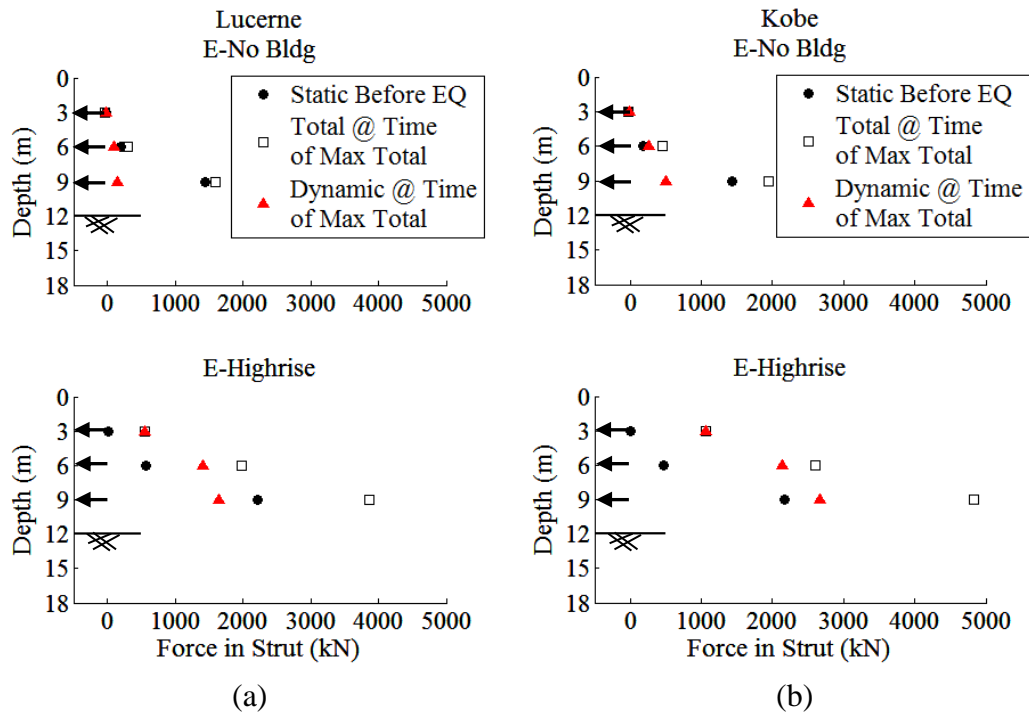 Lucerne
E-No Bldg
0
3
6
9
12
15
18
Depth (m)
Static Before EQ
Total @ Time
of Max Total
Dynamic @ Time
of Max Total
0 1000 2000 3000 4000 5000
Kobe
E-No Bldg
0
3
6
9
12
15
18
Depth (m)
Static Before EQ
Total @ Time
of Max Total
Dynamic @ Time
of Max Total
0 1000 2000 3000 4000 5000
E-Highrise
0
3
6
9
12
15
18
Depth (m)
0 1000 2000 3000 4000 5000
Force in Strut (kN)
(a)
E-Highrise
0
3
6
9
12
15
18
Depth (m)
0 1000 2000 3000 4000 5000
Force in Strut (kN)
(b)